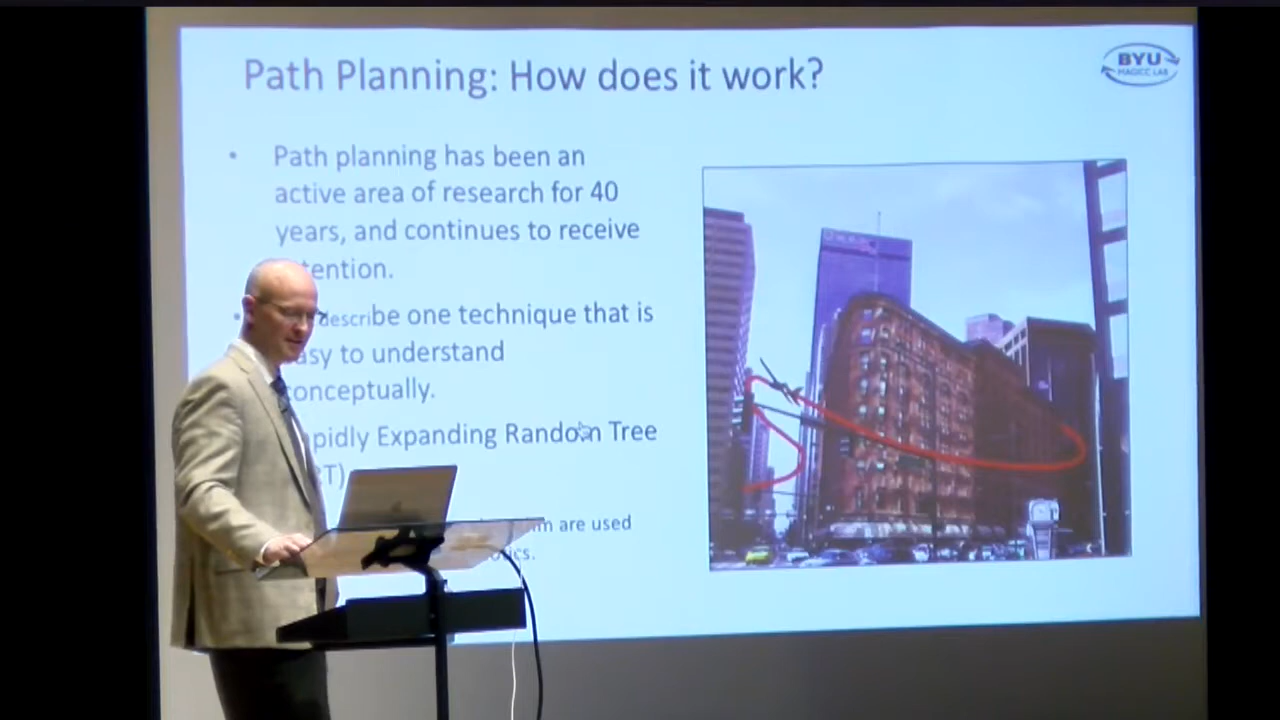 Path Planning: How does it work?
BYU
MAGICC LAB
• Path planning has been an
active area of research for 40
years, and continues to receive
tention.
• describe one technique that is
asy to understand
onceptually.
pidly Expanding Random Tree
T)
m are used
ics.